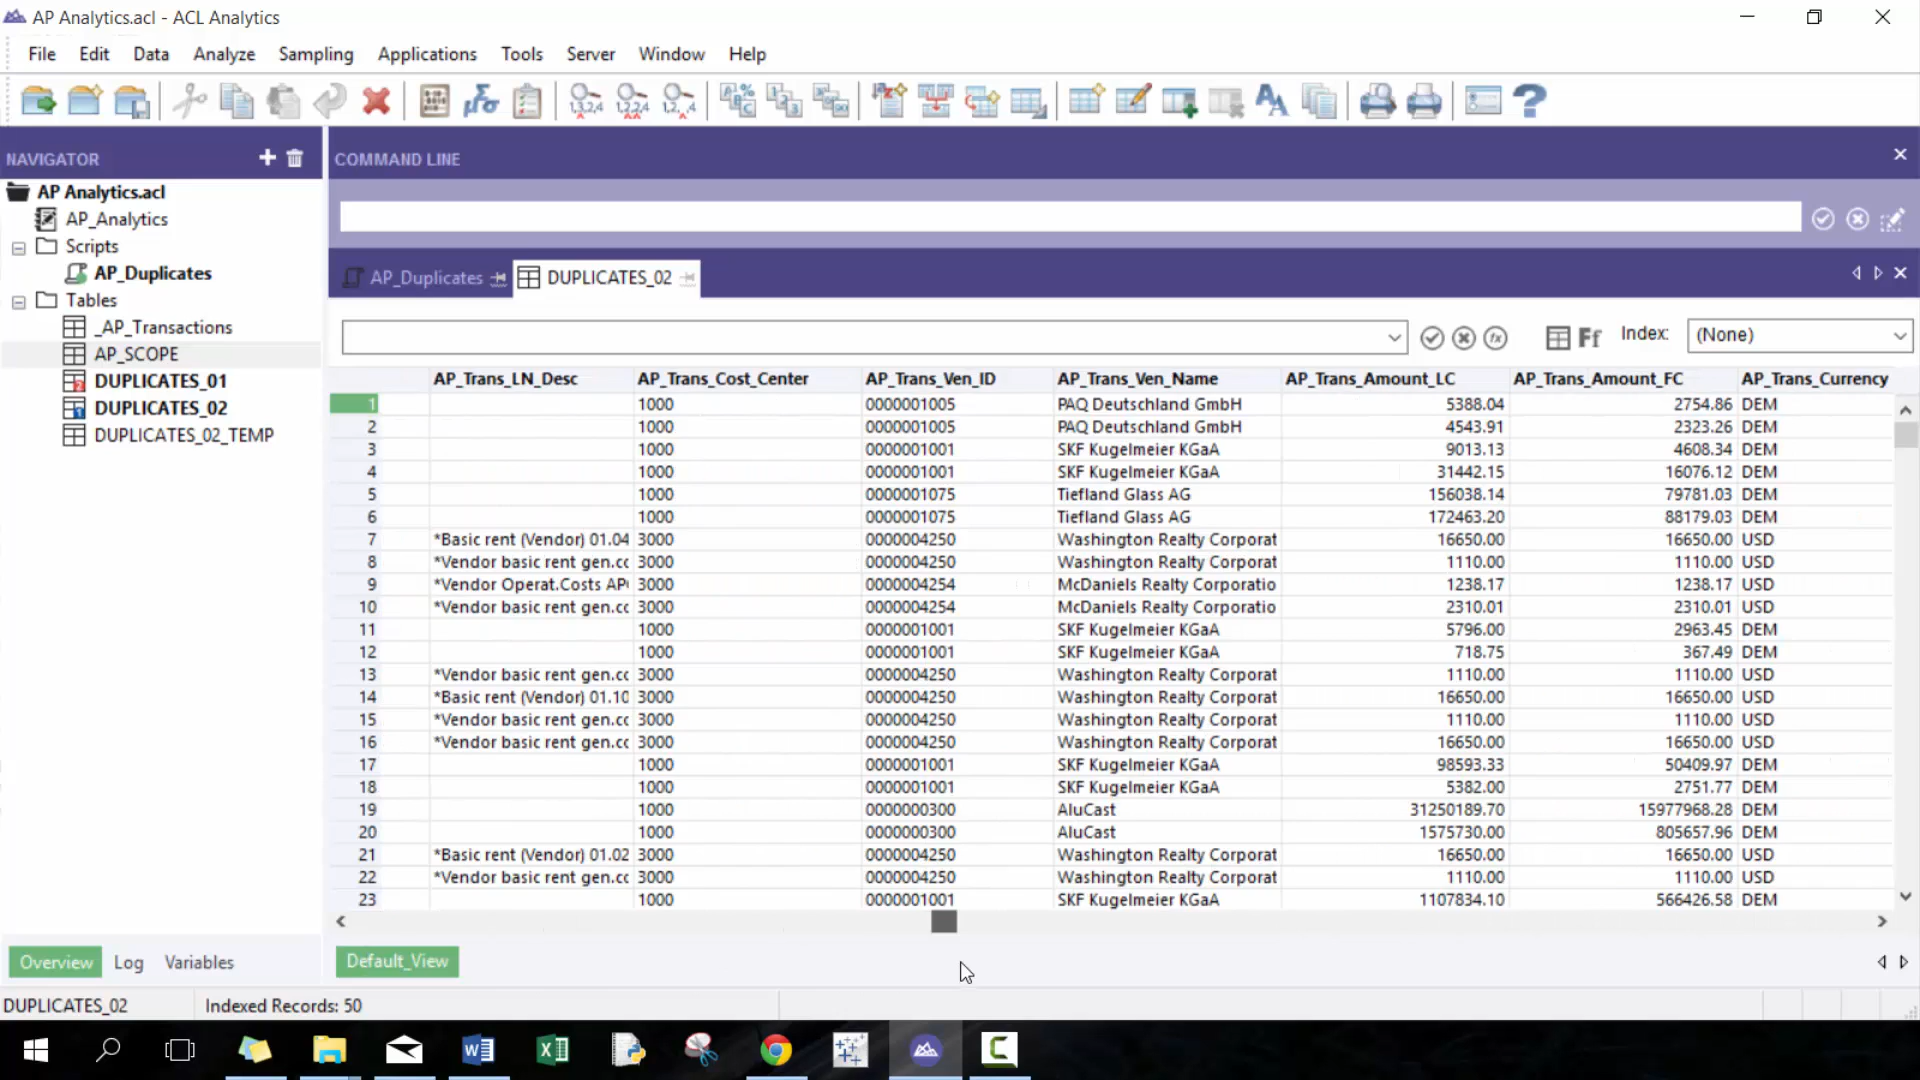 AP Analytics.acl - ACL Analytics
File Edit Data Analyze Sampling Applications Tools Server Window Help
NAVIGATOR
AP Analytics.acl
AP_Analytics
Scripts
AP_Duplicates
Tables
_AP_Transactions
AP_SCOPE
DUPLICATES_01
DUPLICATES_02
DUPLICATES_02_TEMP
COMMAND LINE
AP_Duplicates DUPLICATES_02
Index: (None)
AP_Trans_LN_Desc AP_Trans_Cost_Center AP_Trans_Ven_ID AP_Trans_Ven_Name AP_Trans_Amount_LC AP_Trans_Amount_FC AP_Trans_Currency
1 1000 0000001005 PAQ Deutschland GmbH 5388.04 2754.86 DEM
2 1000 0000001005 PAQ Deutschland GmbH 4543.91 2323.26 DEM
3 1000 0000001001 SKF Kugelmeier KGaA 9013.13 4608.34 DEM
4 1000 0000001001 SKF Kugelmeier KGaA 31442.15 16076.12 DEM
5 1000 0000001075 Tiefland Glass AG 156038.14 79781.03 DEM
6 1000 0000001075 Tiefland Glass AG 172463.20 88179.03 DEM
7 *Basic rent (Vendor) 01.04 3000 0000004250 Washington Realty Corporat 16650.00 16650.00 USD
8 *Vendor basic rent gen.cc 3000 0000004250 Washington Realty Corporat 1110.00 1110.00 USD
9 *Vendor Operat.Costs AP 3000 0000004254 McDaniels Realty Corporatio 1238.17 1238.17 USD
10 *Vendor basic rent gen.cc 3000 0000004254 McDaniels Realty Corporatio 2310.01 2310.01 USD
11 1000 0000001001 SKF Kugelmeier KGaA 5796.00 2963.45 DEM
12 1000 0000001001 SKF Kugelmeier KGaA 718.75 367.49 DEM
13 *Vendor basic rent gen.cc 3000 0000004250 Washington Realty Corporat 1110.00 1110.00 USD
14 *Basic rent (Vendor) 01.10 3000 0000004250 Washington Realty Corporat 16650.00 16650.00 USD
15 *Vendor basic rent gen.cc 3000 0000004250 Washington Realty Corporat 1110.00 1110.00 USD
16 *Vendor basic rent gen.cc 3000 0000004250 Washington Realty Corporat 16650.00 16650.00 USD
17 1000 0000001001 SKF Kugelmeier KGaA 98593.33 50409.97 DEM
18 1000 0000001001 SKF Kugelmeier KGaA 5382.00 2751.77 DEM
19 1000 0000000300 AluCast 31250189.70 15977968.28 DEM
20 1000 0000000300 AluCast 1575730.00 805657.96 DEM
21 *Basic rent (Vendor) 01.02 3000 0000004250 Washington Realty Corporat 16650.00 16650.00 USD
22 *Vendor basic rent gen.cc 3000 0000004250 Washington Realty Corporat 1110.00 1110.00 USD
23 1000 0000001001 SKF Kugelmeier KGaA 1107834.10 566426.58 DEM
Overview Log Variables
Default_View
DUPLICATES_02 Indexed Records: 50